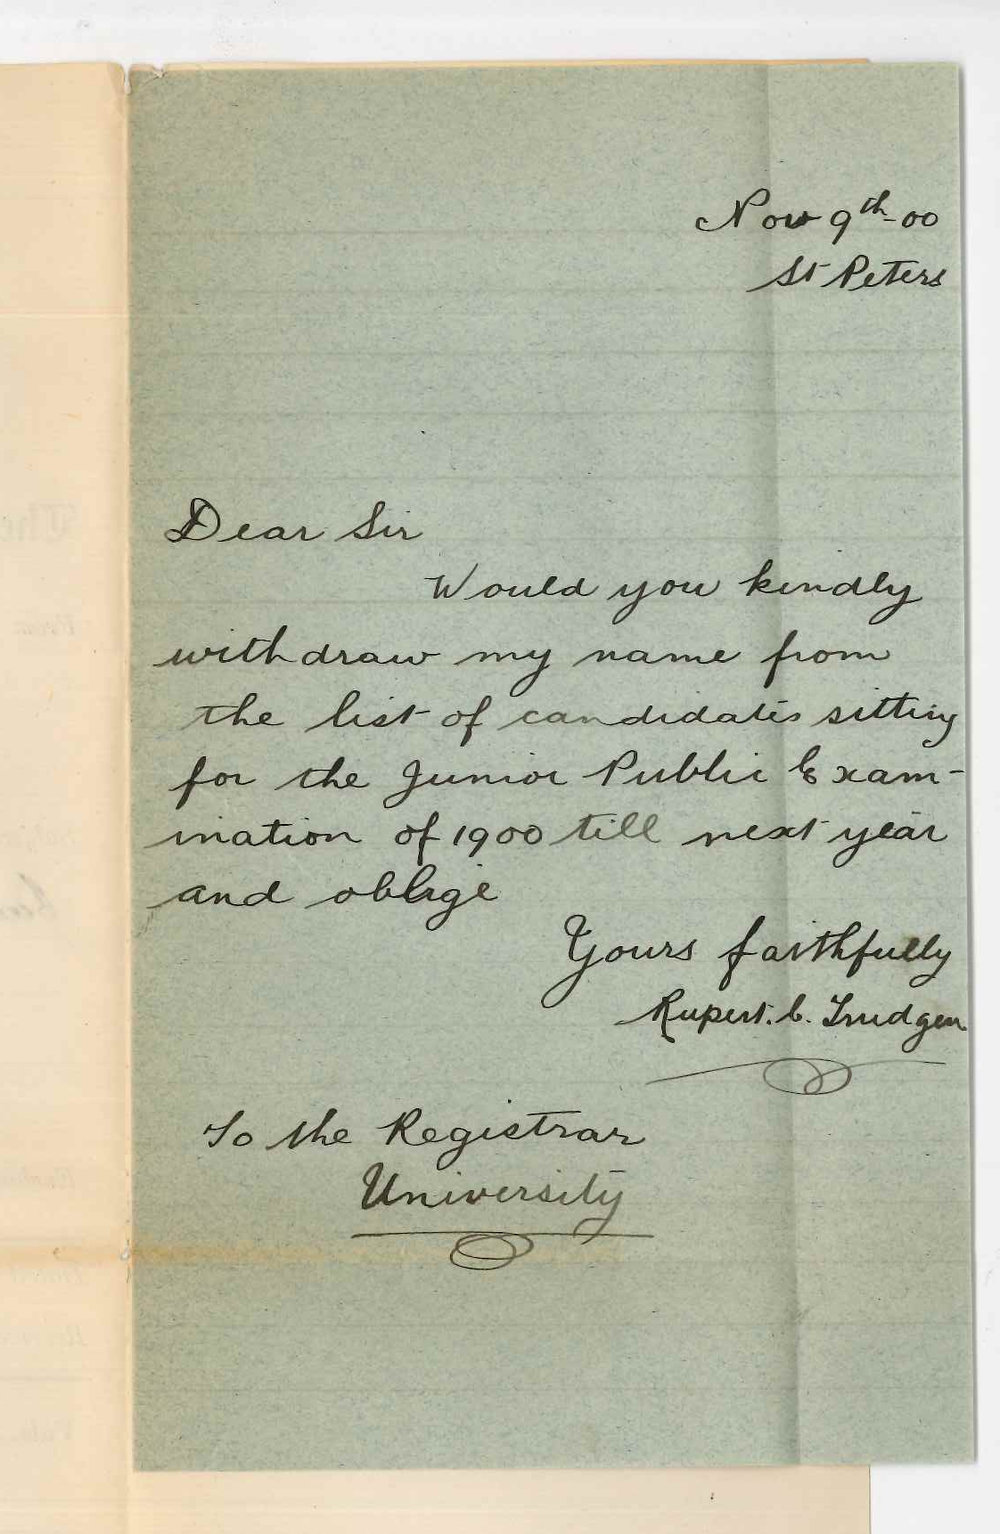 Nov 9th-00
St Peters
Dear Sir
Would you kindly
withdraw my name from
the list of candidates sitting
for the Junior Public Exam-
ination of 1900 till next year
and oblige
Yours faithfully
Rupert. C. Trudgen.
To the Registrar
University